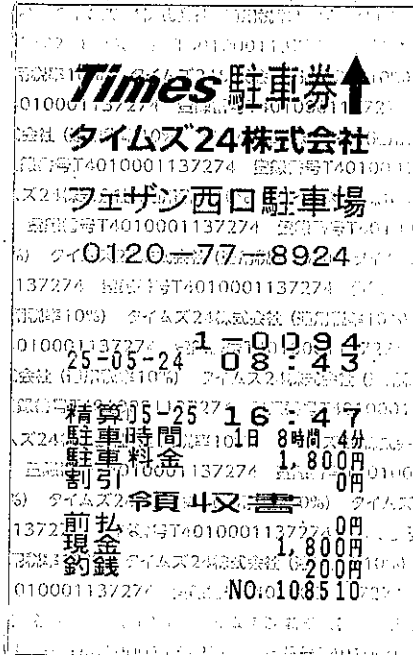 Times駐車券↑
タイムズ24株式会社
フェザン西口駐車場
0120-77-8924
1-0094
25-05-24 08:43
精算05-25 16:47
駐車時間 1日 8時間 4分
駐車料金 1,800円
割引 0円
領収書
前払 0円
現金 1,800円
釣銭 200円
NO.108510